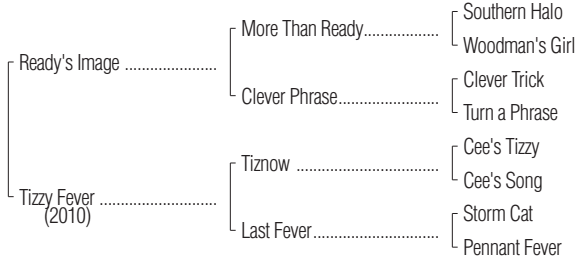 Southern Halo
More Than Ready....................
Woodman's Girl
Ready's Image ........................
Clever Trick
Clever Phrase...........................
Turn a Phrase
Cee's Tizzy
Tiznow ......................................
Cee's Song
Tizzy Fever ...............................
(2010)
Storm Cat
Last Fever.................................
Pennant Fever